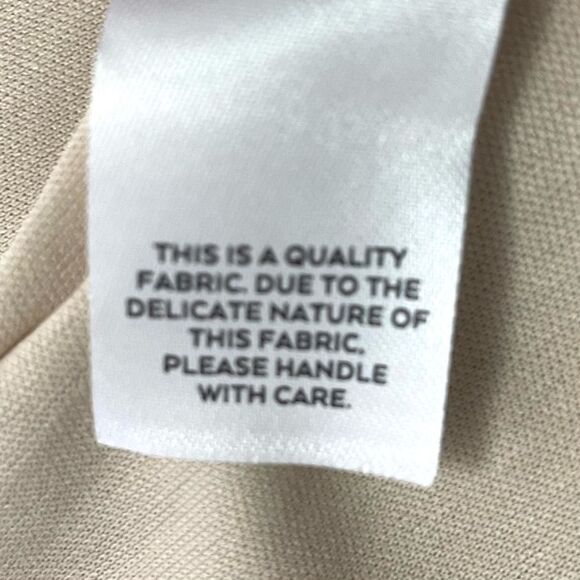 THIS IS A QUALITY
FABRIC. DUE TO THE
DELICATE NATURE OF
THIS FABRIC,
PLEASE HANDLE
WITH CARE.